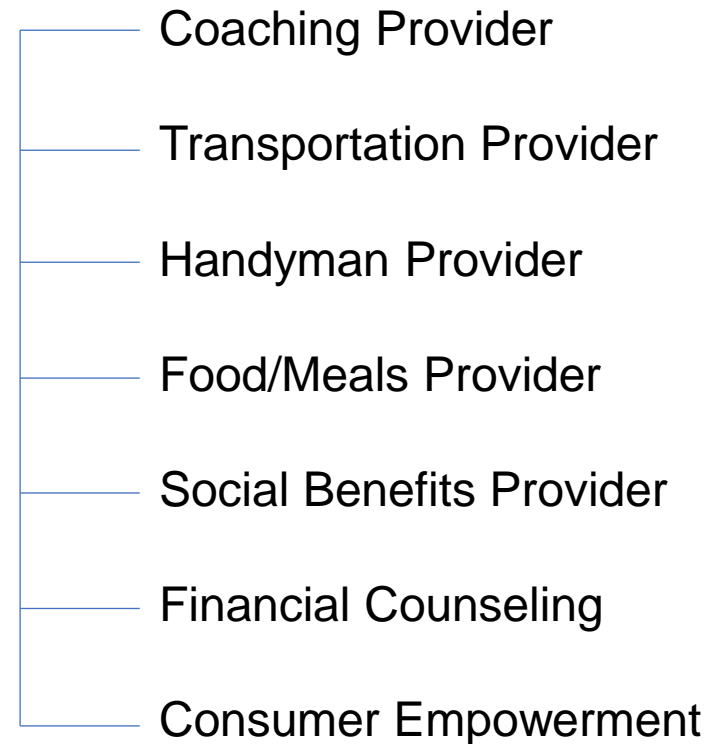 Coaching Provider
Transportation Provider
Handyman Provider
Food/Meals Provider
Social Benefits Provider
Financial Counseling
Consumer Empowerment